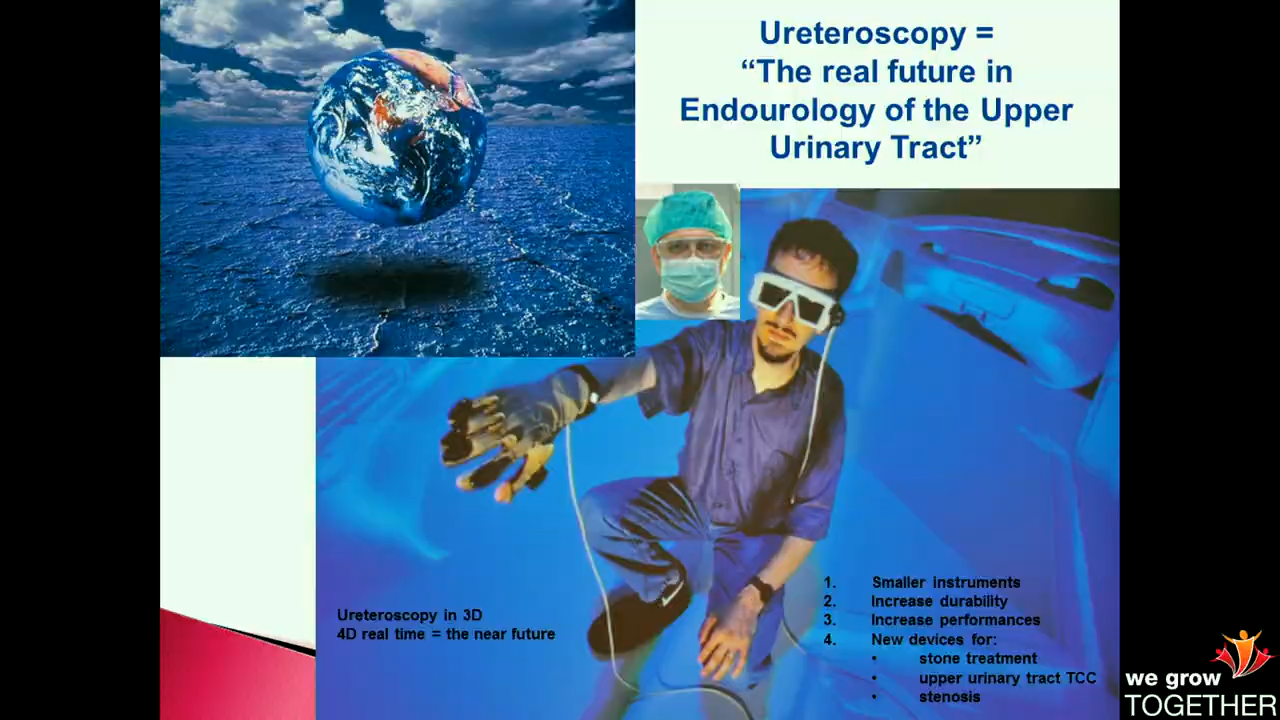 Ureteroscopy =
“The real future in
Endourology of the Upper
Urinary Tract”
Ureteroscopy in 3D
4D real time = the near future
1. Smaller instruments
2. Increase durability
3. Increase performances
4. New devices for:
• stone treatment
• upper urinary tract TCC
• stenosis
we grow
TOGETHER